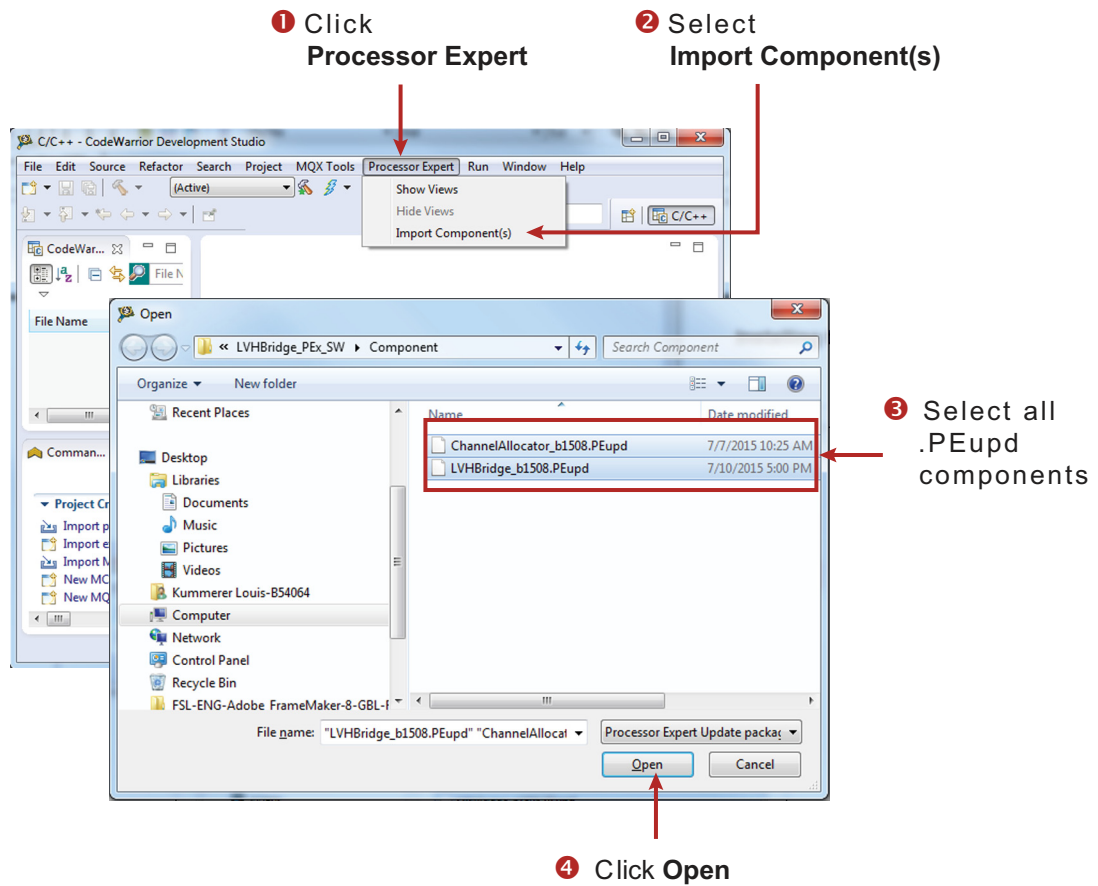 ❶ Click
Processor Expert
❷ Select
Import Component(s)
C/C++ - CodeWarrior Development Studio
File Edit Source Refactor Search Project MQX Tools Processor Expert Run Window Help
(Active)
Show Views
Hide Views
Import Component(s)
C/C++
CodeWar...
File N
File Name
Open
« LVHBridge_PEx_SW ▸ Component
Search Component
Organize
New folder
Recent Places
Desktop
Libraries
Documents
Music
Pictures
Videos
Kummerer Louis-B54064
Computer
Network
Control Panel
Recycle Bin
FSL-ENG-Adobe FrameMaker-8-GBL-F
Name
Date modified
ChannelAllocator_b1508.PEupd 7/7/2015 10:25 AM
LVHBridge_b1508.PEupd 7/10/2015 5:00 PM
❸ Select all
.PEupd
components
Comman...
Project Cr
Import p
Import e
Import M
New MC
New MQ
File name: "LVHBridge_b1508.PEupd" "ChannelAllocat
Processor Expert Update packag
Open
Cancel
❹ Click Open